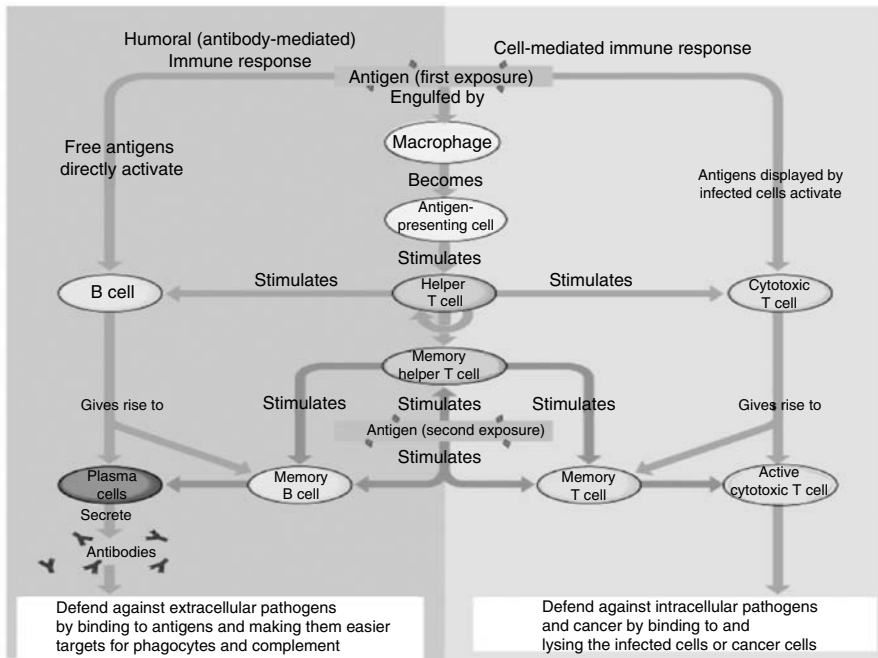 Humoral (antibody-mediated)
Immune response
Cell-mediated immune response
Antigen (first exposure)
Engulfed by
Macrophage
Free antigens
directly activate
Becomes
Antigens displayed by
infected cells activate
Antigen-
presenting cell
Stimulates
B cell
Stimulates
Helper
T cell
Stimulates
Cytotoxic
T cell
Memory
helper T cell
Gives rise to
Stimulates
Stimulates
Stimulates
Gives rise to
Antigen (second exposure)
Stimulates
Plasma
cells
Memory
B cell
Memory
T cell
Active
cytotoxic T cell
Secrete
Antibodies
Defend against extracellular pathogens
by binding to antigens and making them easier
targets for phagocytes and complement
Defend against intracellular pathogens
and cancer by binding to and
lysing the infected cells or cancer cells